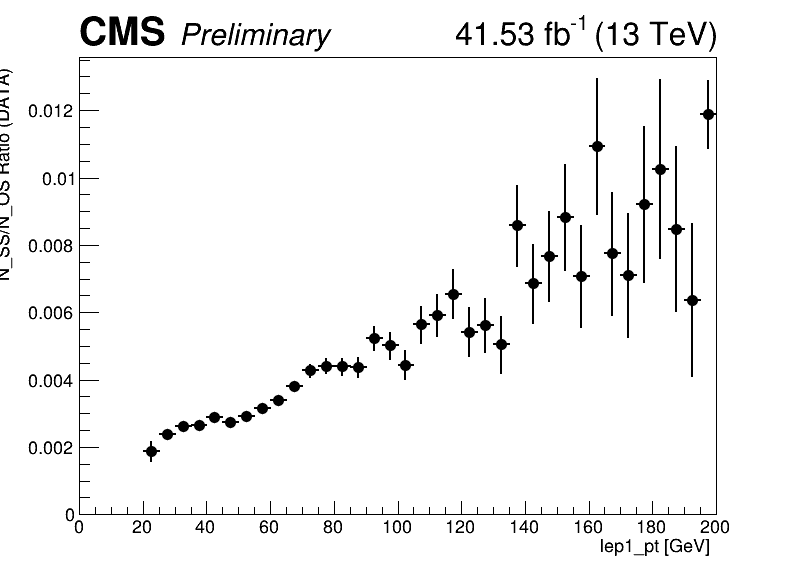 CMS Preliminary 41.53 fb-1 (13 TeV)
N_SS/N_OS Ratio (DATA)
0.012
0.01
0.008
0.006
0.004
0.002
0
0 20 40 60 80 100 120 140 160 180 200
lep1_pt [GeV]